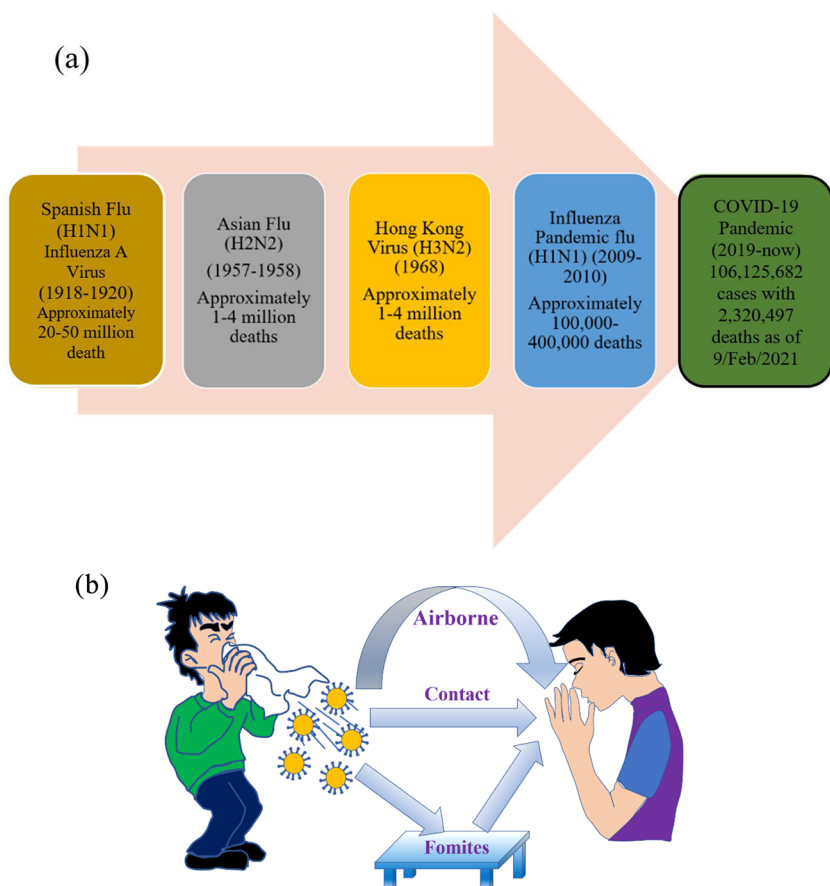 (a)
Spanish Flu
(H1N1)
Influenza A
Virus
(1918-1920)
Approximately
20-50 million
death
Asian Flu
(H2N2)
(1957-1958)
Approximately
1-4 million
deaths
Hong Kong
Virus (H3N2)
(1968)
Approximately
1-4 million
deaths
Influenza
Pandemic flu
(H1N1) (2009-
2010)
Approximately
100,000-
400,000 deaths
COVID-19
Pandemic
(2019-now)
106,125,682
cases with
2,320,497
deaths as of
9/Feb/2021
(b)
Airborne
Contact
Fomites